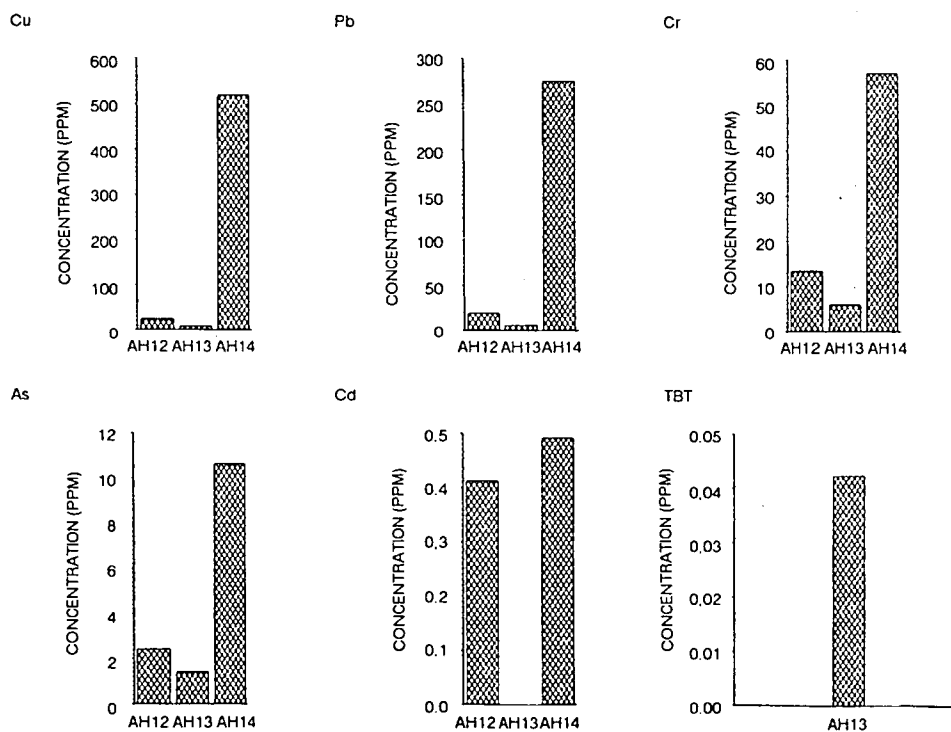 Cu
CONCENTRATION (PPM)
600
500
400
300
200
100
0
AH12 AH13 AH14
Pb
CONCENTRATION (PPM)
300
250
200
150
100
50
0
AH12 AH13 AH14
Cr
CONCENTRATION (PPM)
60
50
40
30
20
10
0
AH12 AH13 AH14
As
CONCENTRATION (PPM)
12
10
8
6
4
2
0
AH12 AH13 AH14
Cd
CONCENTRATION (PPM)
0.5
0.4
0.3
0.2
0.1
0.0
AH12 AH13 AH14
TBT
CONCENTRATION (PPM)
0.05
0.04
0.03
0.02
0.01
0.00
AH13